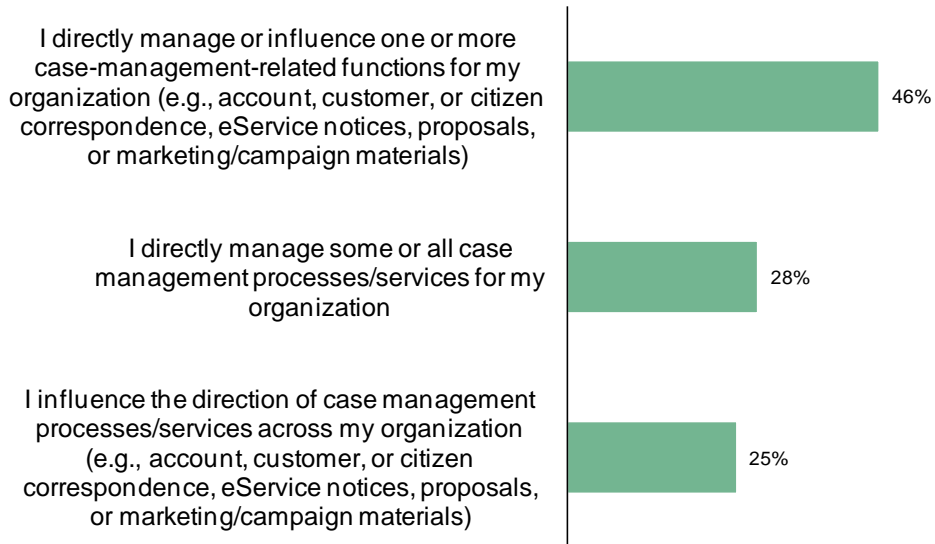 I directly manage or influence one or more
case-management-related functions for my
organization (e.g., account, customer, or citizen
correspondence, eService notices, proposals,
or marketing/campaign materials)
46%
I directly manage some or all case
management processes/services for my
organization
28%
I influence the direction of case management
processes/services across my organization
(e.g., account, customer, or citizen
correspondence, eService notices, proposals,
or marketing/campaign materials)
25%